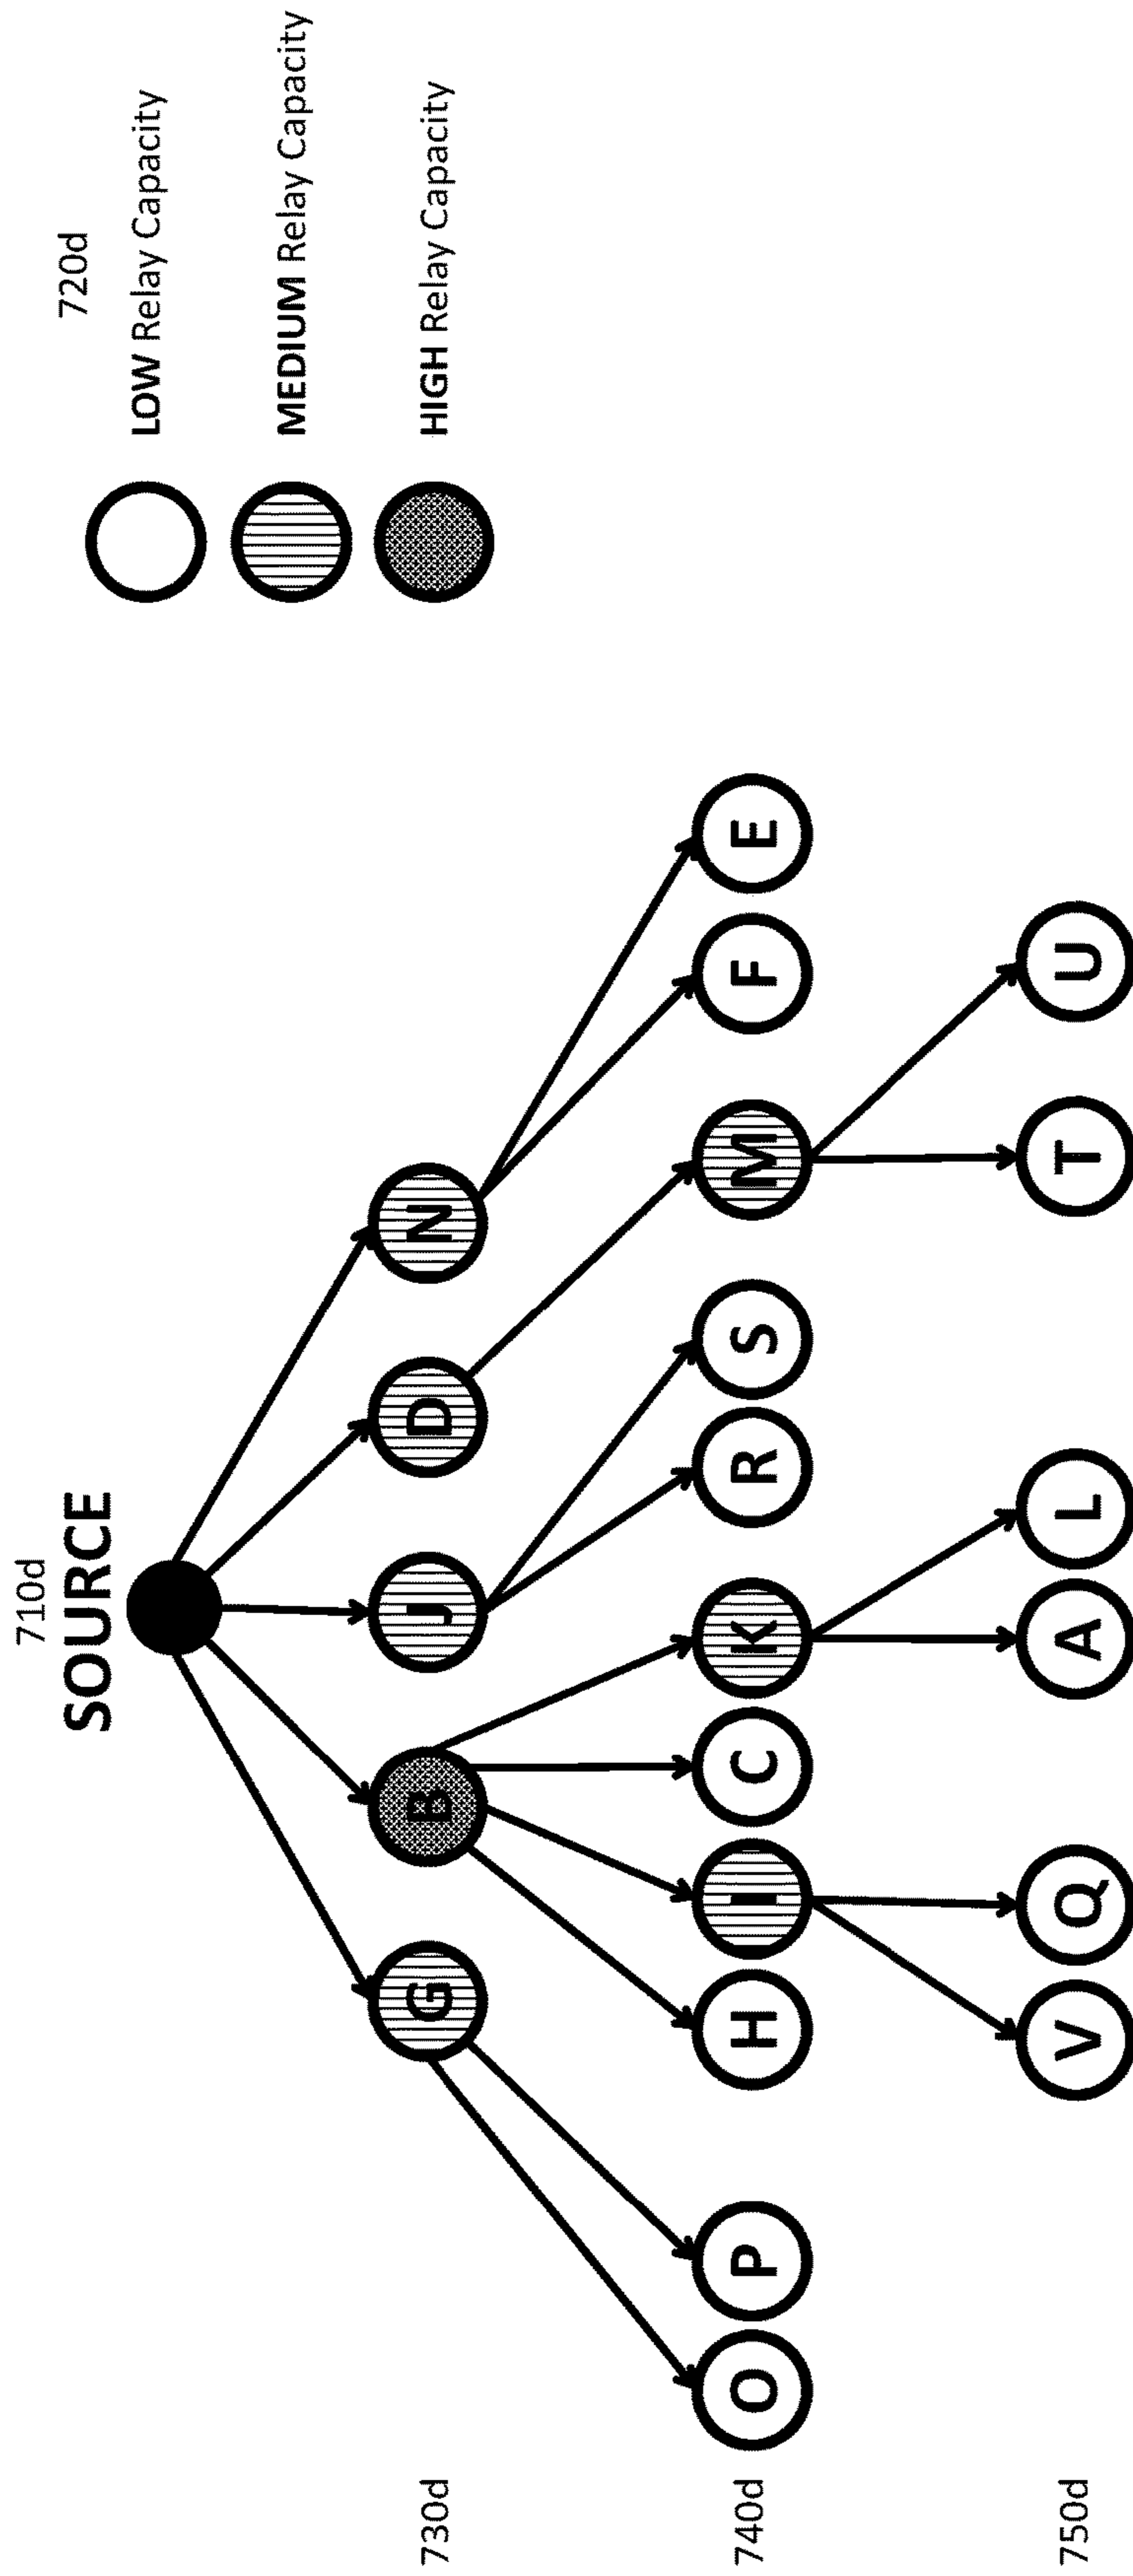 710d
SOURCE
720d
LOW Relay Capacity
MEDIUM Relay Capacity
HIGH Relay Capacity
730d
G B J D N
740d
O P H I C K R S M F E
750d
V Q A L T U